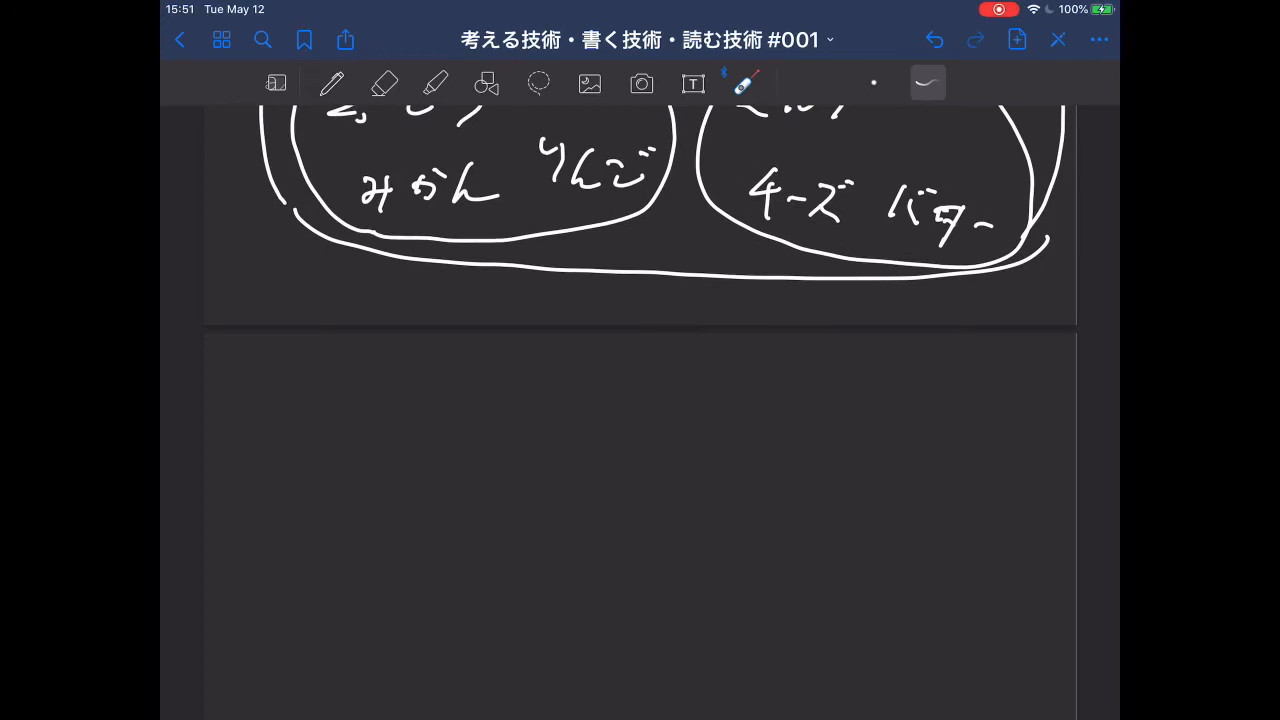 15:51 Tue May 12 100%
考える技術・書く技術・読む技術 #001
T
みかん りんご
チーズ バター